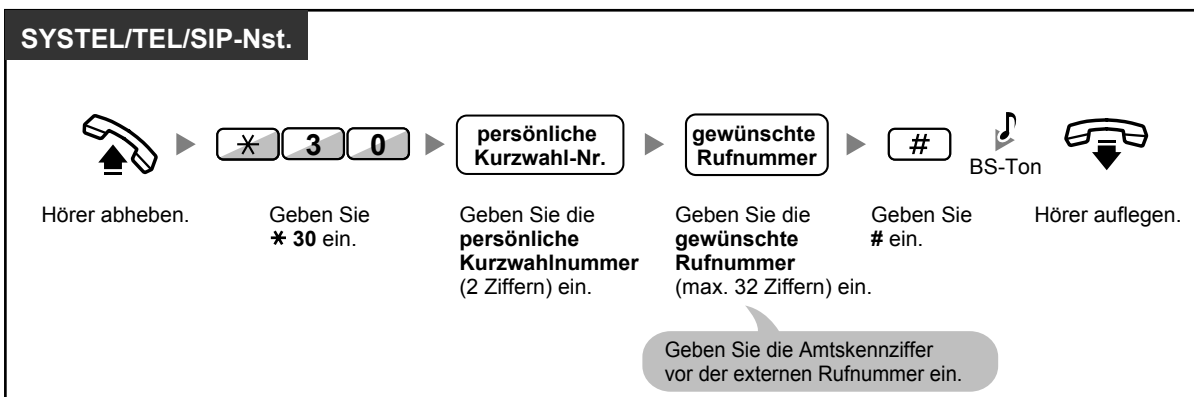 SYSTEL/TEL/SIP-Nst.
* 3 0 persönliche Kurzwahl-Nr. gewünschte Rufnummer #
BS-Ton
Hörer abheben.
Geben Sie
* 30 ein.
Geben Sie die
persönliche
Kurzwahlnummer
(2 Ziffern) ein.
Geben Sie die
gewünschte
Rufnummer
(max. 32 Ziffern) ein.
Geben Sie
# ein.
Hörer auflegen.
Geben Sie die Amtskennziffer
vor der externen Rufnummer ein.